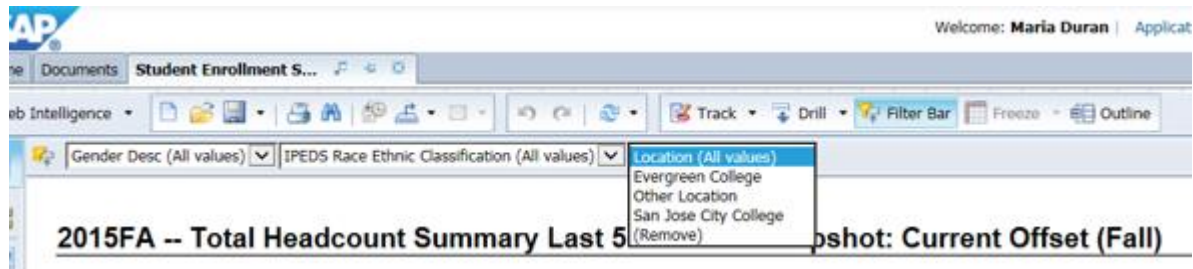 SAP
Welcome: Maria Duran | Applicat
Documents Student Enrollment S...
Intelligence Track Drill Filter Bar Freeze Outline
Gender Desc (All values) IPEDS Race Ethnic Classification (All values) Location (All values)
Evergreen College
Other Location
San Jose City College
(Remove)
2015FA -- Total Headcount Summary Last 5 pshot: Current Offset (Fall)